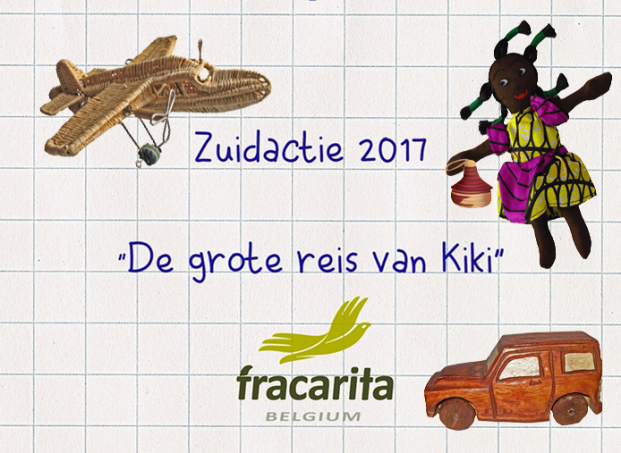 Zuidactie 2017
"De grote reis van Kiki"
fracarita
BELGIUM